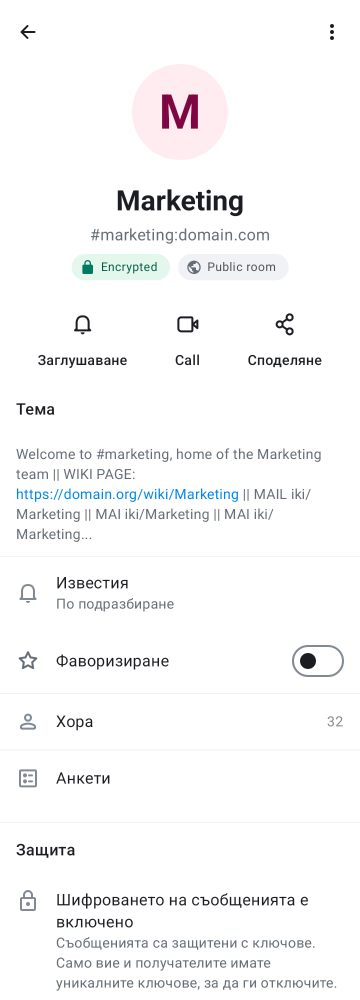 M
Marketing
#marketing:domain.com
Encrypted
Public room
Заглушаване
Call
Споделяне
Тема
Welcome to #marketing, home of the Marketing
team || WIKI PAGE:
https://domain.org/wiki/Marketing || MAIL iki/
Marketing || MAI iki/Marketing || MAI iki/
Marketing...
Известия
По подразбиране
Фаворизиране
Хора
32
Анкети
Защита
Шифроването на съобщенията е
включено
Съобщенията са защитени с ключове.
Само вие и получателите имате
уникалните ключове, за да ги отключите.